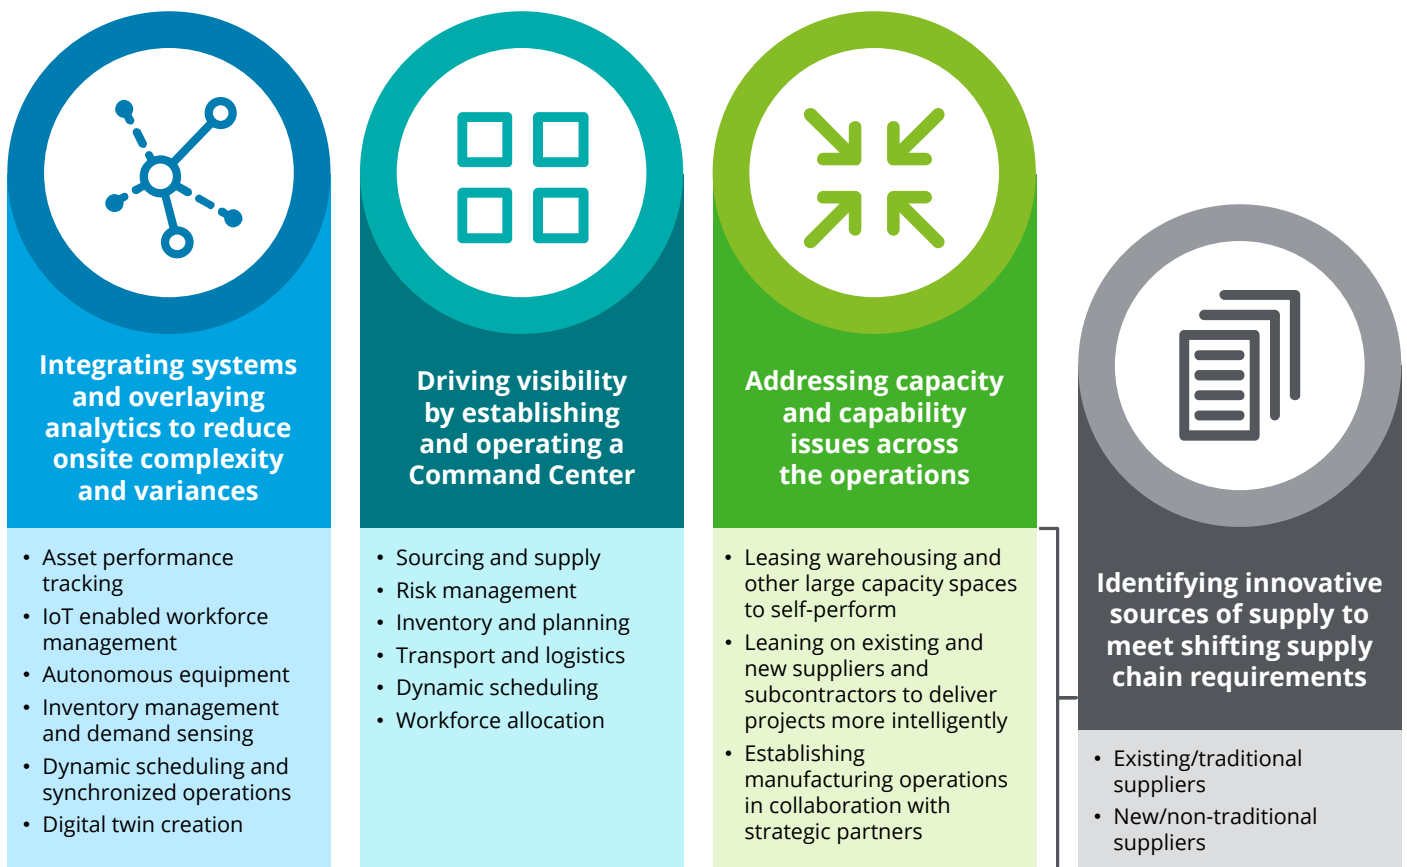 Integrating systems
and overlaying
analytics to reduce
onsite complexity
and variances
• Asset performance
tracking
• IoT enabled workforce
management
• Autonomous equipment
• Inventory management
and demand sensing
• Dynamic scheduling and
synchronized operations
• Digital twin creation
Driving visibility
by establishing
and operating a
Command Center
• Sourcing and supply
• Risk management
• Inventory and planning
• Transport and logistics
• Dynamic scheduling
• Workforce allocation
Addressing capacity
and capability
issues across
the operations
• Leasing warehousing and
other large capacity spaces
to self-perform
• Leaning on existing and
new suppliers and
subcontractors to deliver
projects more intelligently
• Establishing
manufacturing operations
in collaboration with
strategic partners
Identifying innovative
sources of supply to
meet shifting supply
chain requirements
• Existing/traditional
suppliers
• New/non-traditional
suppliers